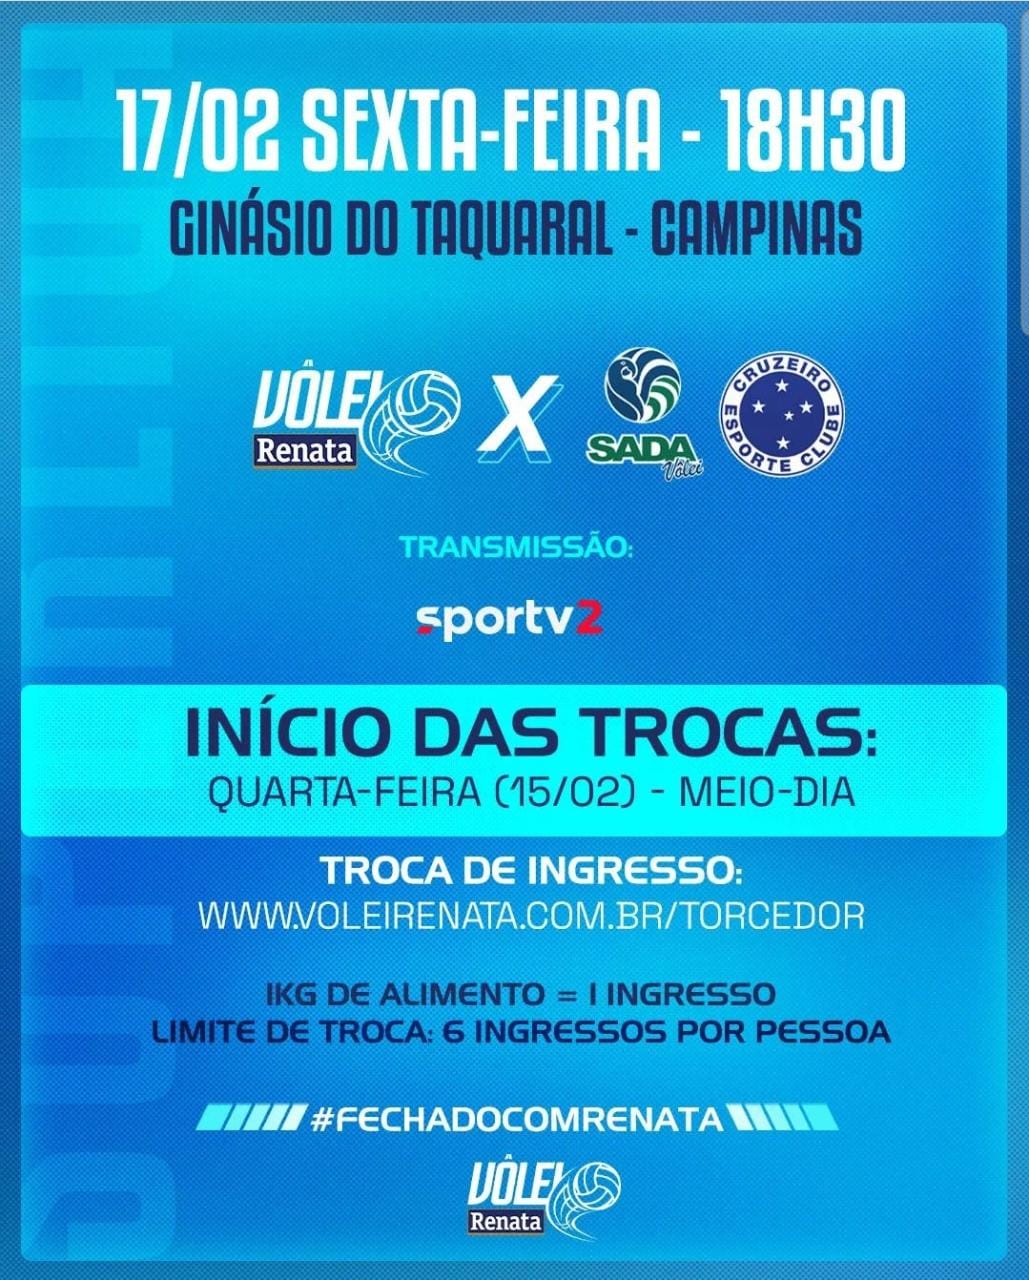 17/02 SEXTA-FEIRA - 18H30
GINÁSIO DO TAQUARAL - CAMPINAS
VÔLEI
Renata
X
SADA
Vôlei
CRUZEIRO
ESPORTE CLUBE
TRANSMISSÃO:
sportv2
INÍCIO DAS TROCAS:
QUARTA-FEIRA (15/02) - MEIO-DIA
TROCA DE INGRESSO:
WWW.VOLEIRENATA.COM.BR/TORCEDOR
1KG DE ALIMENTO = 1 INGRESSO
LIMITE DE TROCA: 6 INGRESSOS POR PESSOA
#FECHADOCOMRENATA
VÔLEI
Renata